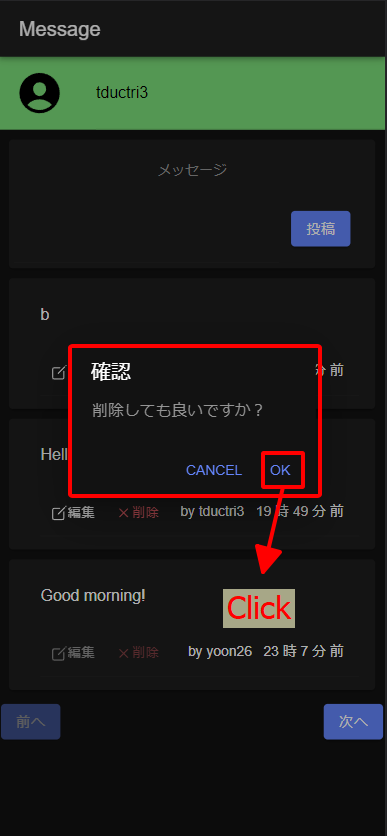 Message
tductri3
メッセージ
投稿
b
分 前
確認
削除しても良いですか？
CANCEL OK
Hell
編集 削除 by tductri3 19 時 49 分 前
Good morning!
Click
編集 削除 by yoon26 23 時 7 分 前
前へ 次へ